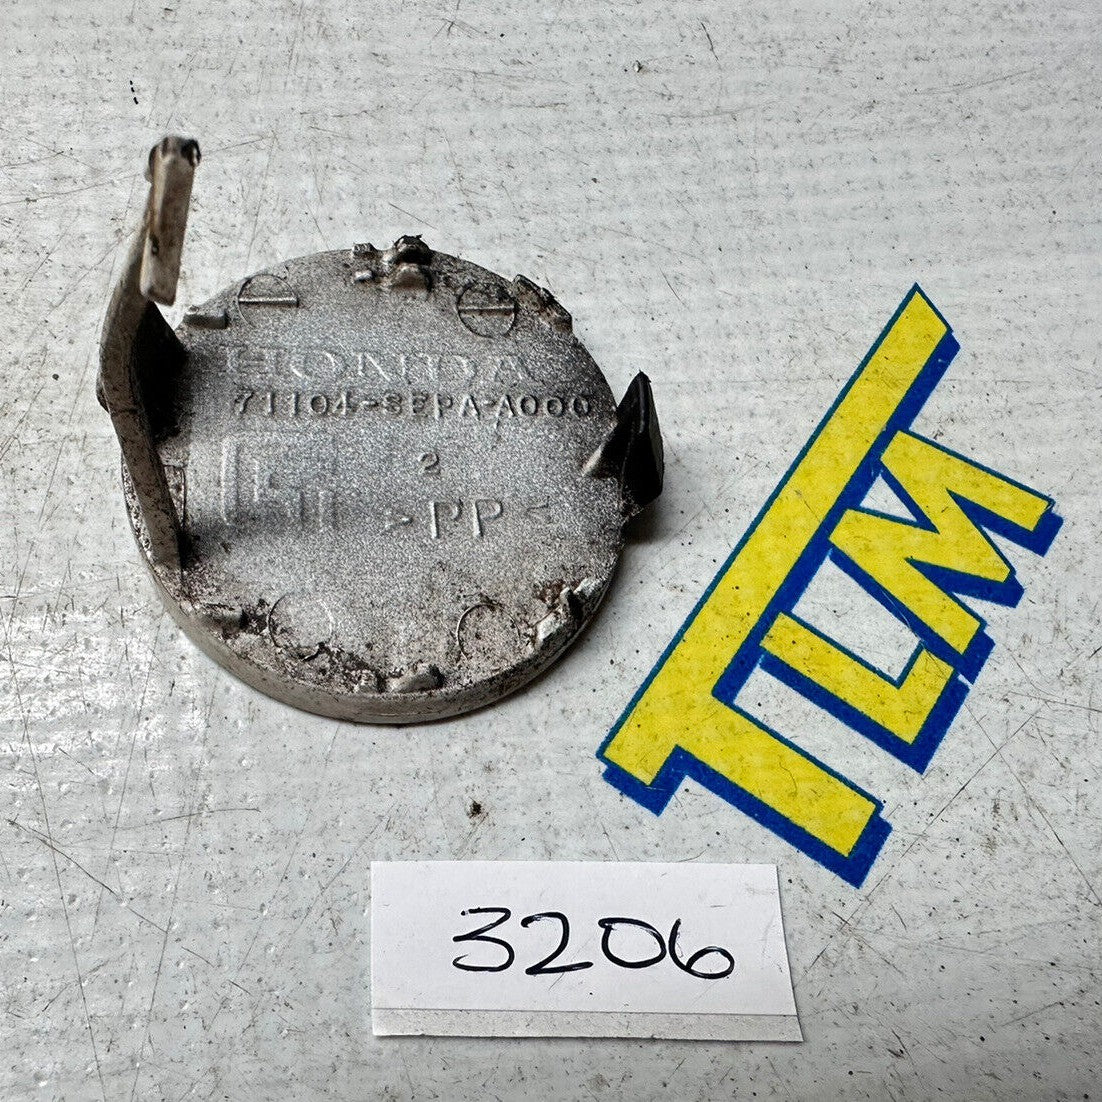 HONDA
71104-SEPA-A000
2
>PP<
TLM
3206